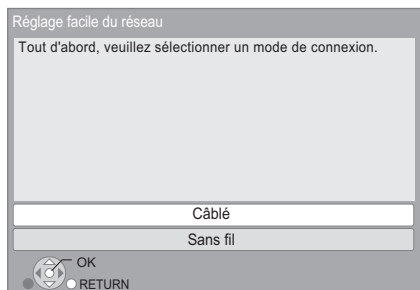 Réglage facile du réseau
Tout d'abord, veuillez sélectionner un mode de connexion.
Câblé
Sans fil
OK
RETURN